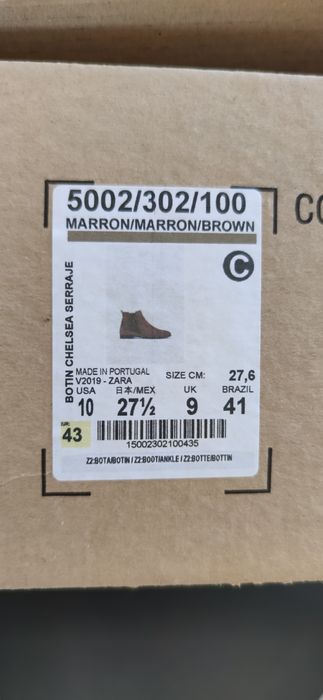 5002/302/100
MARRON/MARRON/BROWN
C
BOTIN CHELSEA SERRAJE
MADE IN PORTUGAL
V2019 - ZARA
SIZE CM: 27,6
USA 日本/MEX UK BRAZIL
10 27½ 9 41
EUR:
43
15002302100435
Z2:BOTA/BOTIN / Z2:BOOT/ANKLE / Z2:BOTTE/BOTTIN